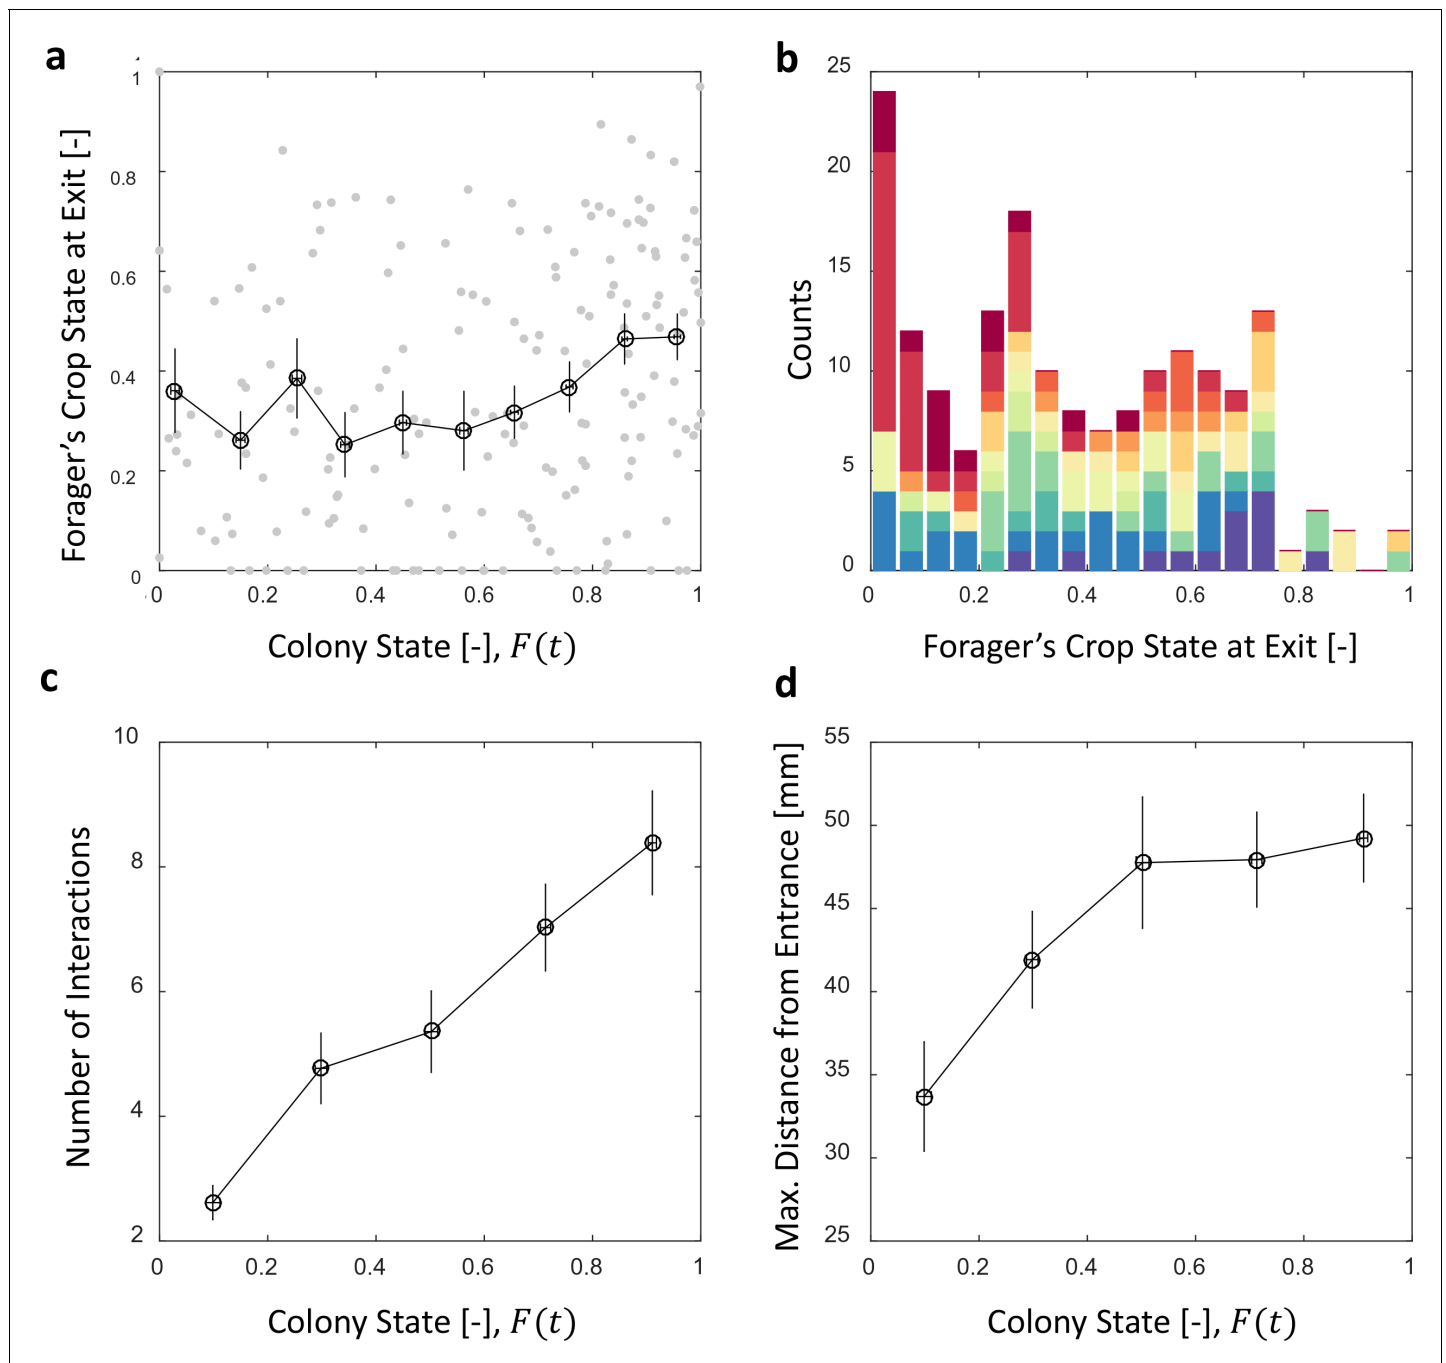 a
Forager's Crop State at Exit [-]
1
0.8
0.6
0.4
0.2
0
0 0.2 0.4 0.6 0.8 1
Colony State [-], F(t)
b
Counts
25
20
15
10
5
0
0 0.2 0.4 0.6 0.8 1
Forager's Crop State at Exit [-]
c
Number of Interactions
10
8
6
4
2
0 0.2 0.4 0.6 0.8 1
Colony State [-], F(t)
d
Max. Distance from Entrance [mm]
55
50
45
40
35
30
25
0 0.2 0.4 0.6 0.8 1
Colony State [-], F(t)